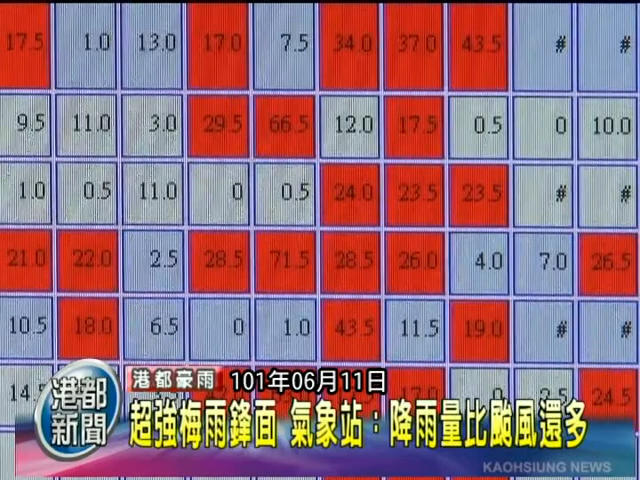 17.5 1.0 13.0 17.0 7.5 34.0 37.0 43.5 # #
9.5 11.0 3.0 29.5 66.5 12.0 17.5 0.5 0 10.0
1.0 0.5 11.0 0 0.5 24.0 23.5 23.5 # #
21.0 22.0 2.5 28.5 71.5 28.5 26.0 4.0 7.0 26.5
10.5 18.0 6.5 0 1.0 43.5 11.5 19.0 # #
17.0 0 24.5
港都新聞
港都豪雨 101年06月11日
超強梅雨鋒面 氣象站：降雨量比颱風還多
KAOHSIUNG NEWS